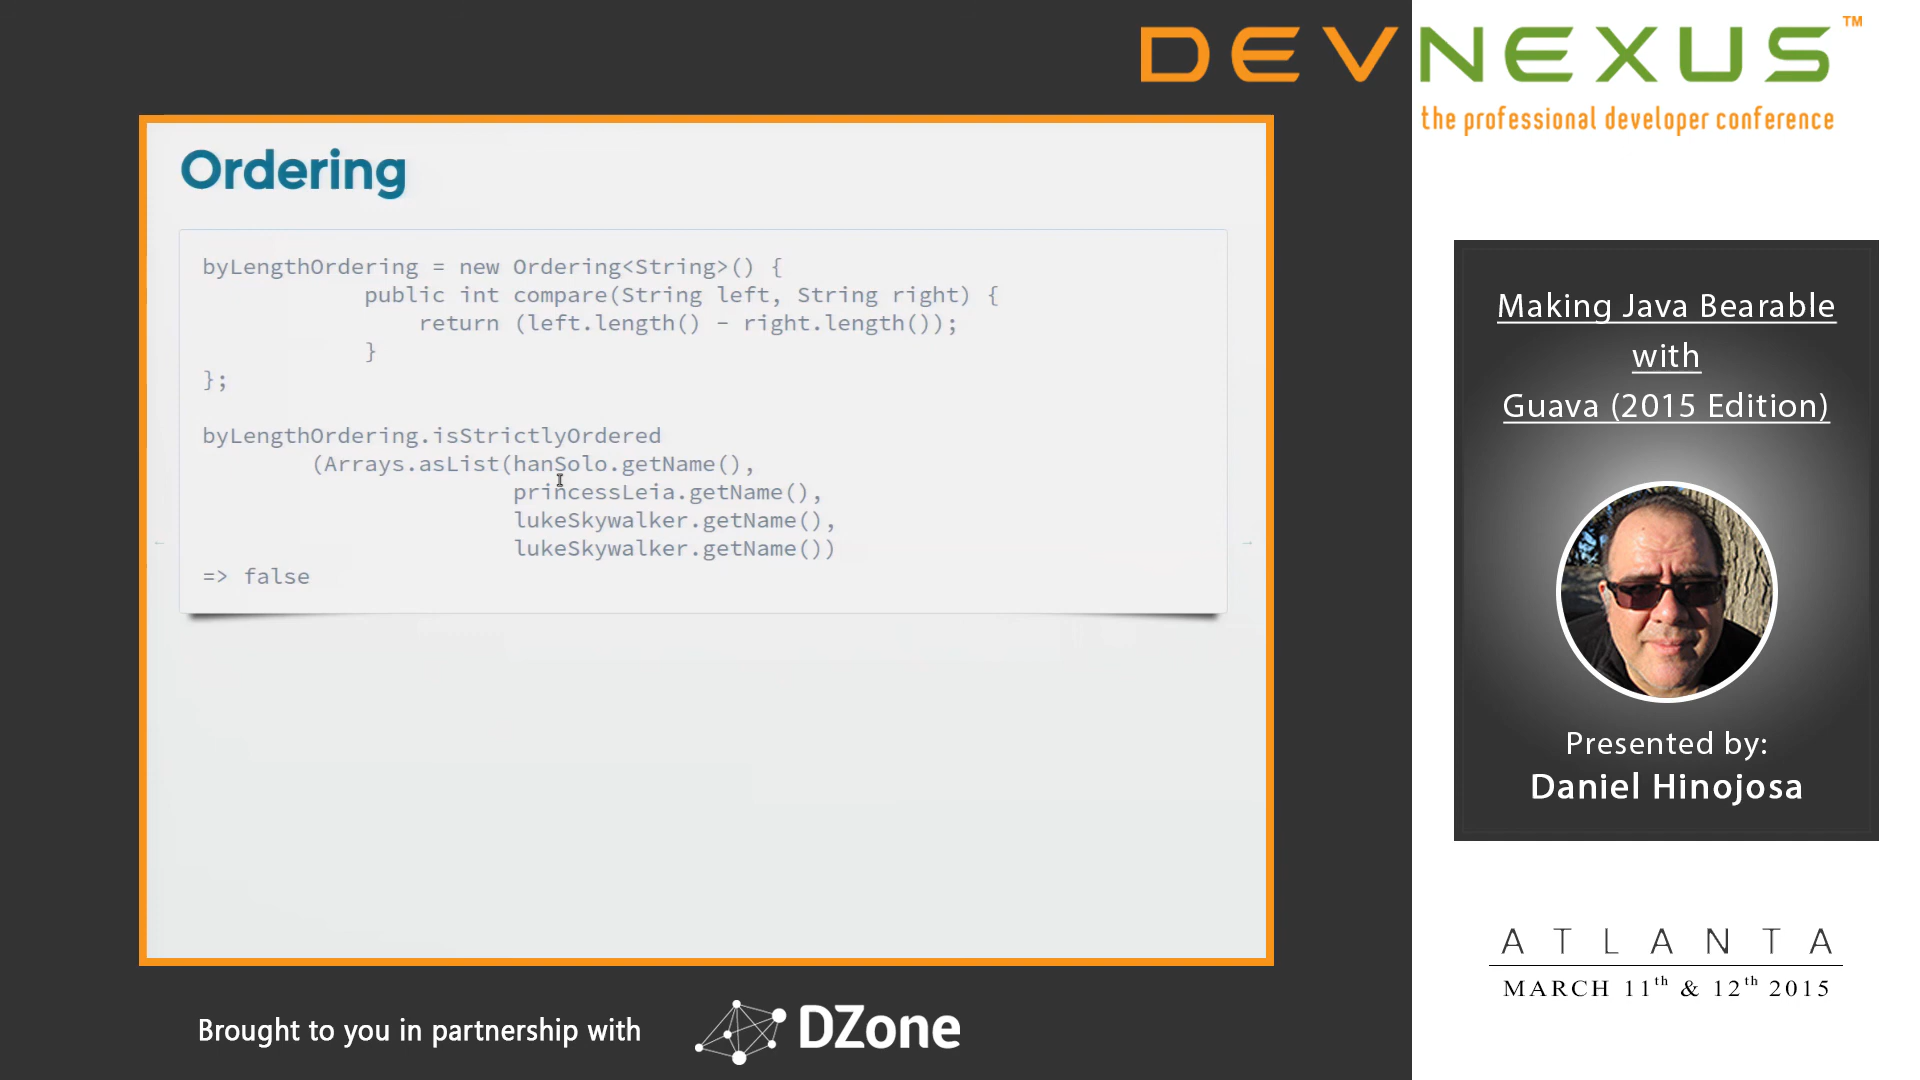 DEVNEXUS™
the professional developer conference
Ordering
byLengthOrdering = new Ordering<String>() {
            public int compare(String left, String right) {
                return (left.length() - right.length());
            }
};
byLengthOrdering.isStrictlyOrdered
        (Arrays.asList(hanSolo.getName(),
                       princessLeia.getName(),
                       lukeSkywalker.getName(),
                       lukeSkywalker.getName())
=> false
Making Java Bearable
with
Guava (2015 Edition)
Presented by:
Daniel Hinojosa
ATLANTA
MARCH 11th & 12th 2015
Brought to you in partnership with
DZone